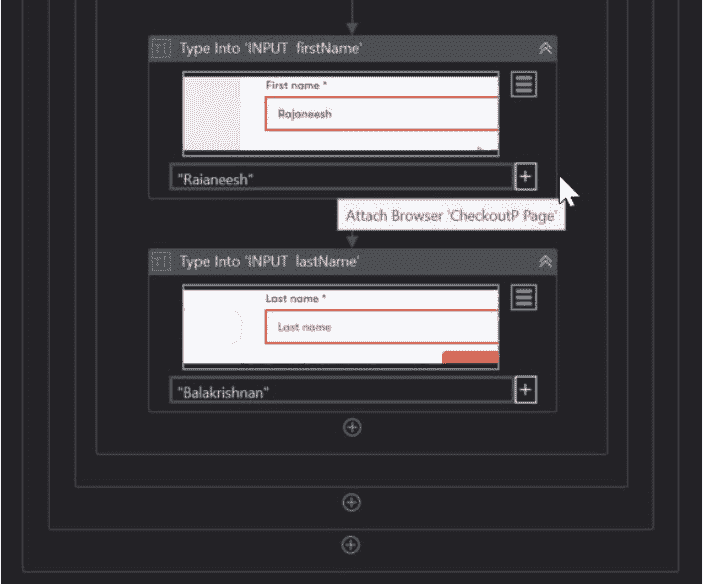 Type Into 'INPUT firstName'
First name *
Rajaneesh
"Raianeesh"
Attach Browser 'CheckoutP Page'
Type Into 'INPUT lastName'
Last name *
Last name
"Balakrishnan"